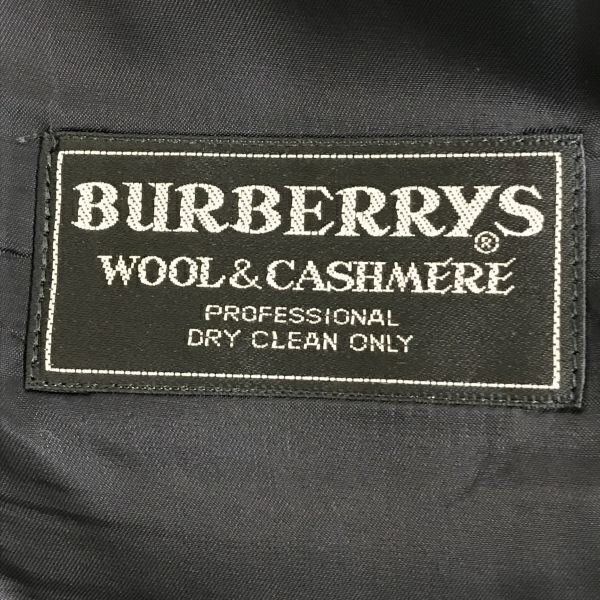 BURBERRYS®
WOOL & CASHMERE
PROFESSIONAL
DRY CLEAN ONLY